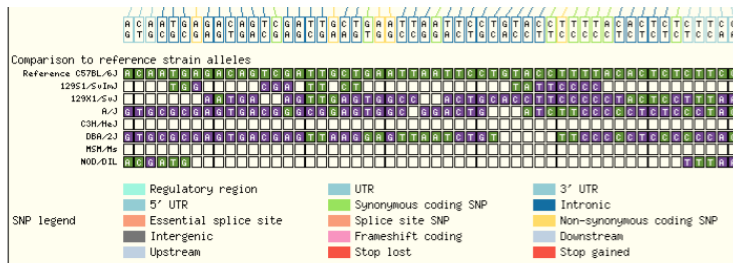 A C A A T G A G A C A G T C G A T T G C T G A A T T A A T T C C T G T A C C T T T T A C A C T C T C T T C C
G T G C G C G A G T G A C G A G C G A A G T G G C C G G A C T G C A C C T T C C C C C T C T C T C C A
Comparison to reference strain alleles
Reference C57BL/6J A C A A T G A G A C A G T C G A T T G C T G A A T T A A T T C C T G T A C C T T T T A C A C T C T C T T C C
129S1/SvImJ T G G C G A T T C T T A T T C C C C
129X1/SvJ A A T G A A G T T G A G T G G C C A C T G C A C C T T C C C C T A C T C C T T T A
A/J G T G C G C G A G T G A C G G G C G G A G T G G C G G A C T G A T C T T C C C C C T C T C C T A
C3H/HeJ
DBA/2J G T G C G C G A G T G A C G A G T T A A G G A G T T A A T C T G T T T C C C C C T C C C C C A
MSM/Ms
NOD/DIL A C G A T G T T T A
Regulatory region UTR 3' UTR
5' UTR Synonymous coding SNP Intronic
SNP legend Essential splice site Splice site SNP Non-synonymous coding SNP
Intergenic Frameshift coding Downstream
Upstream Stop lost Stop gained